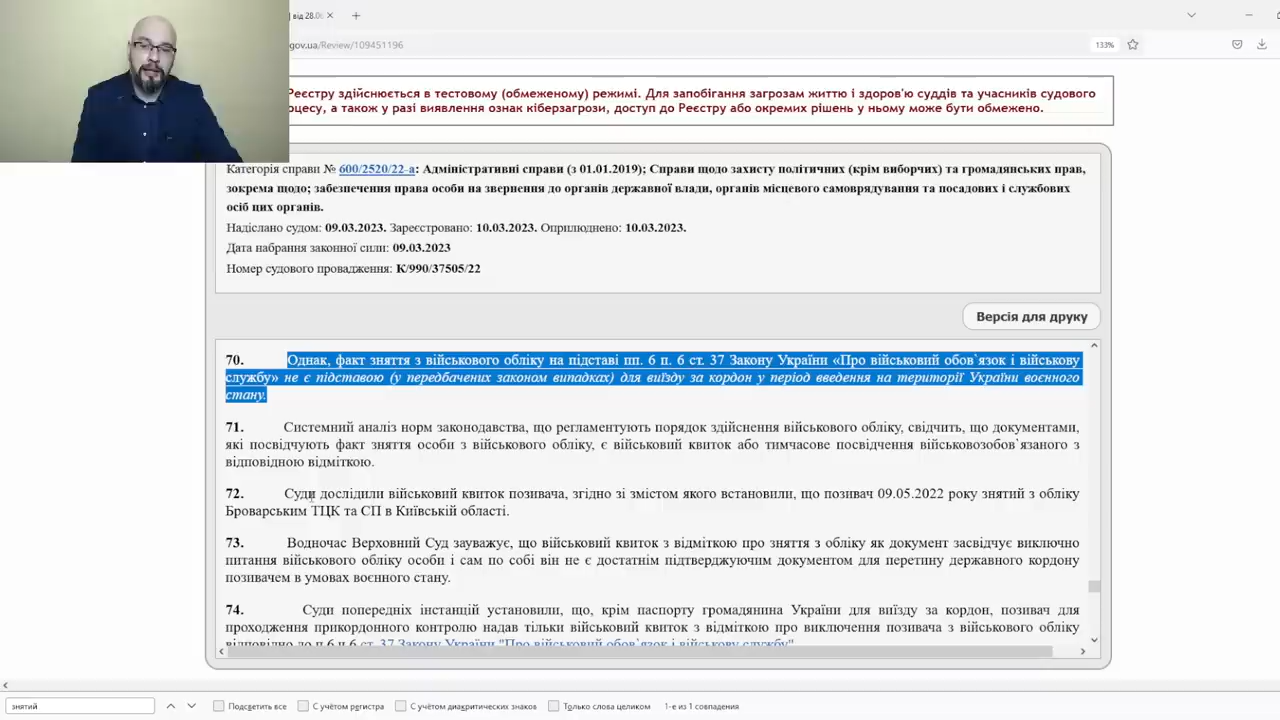 від 28.0
gov.ua/Review/109451196
133%
Реєстру здійснюється в тестовому (обмеженому) режимі. Для запобігання загрозам життю і здоров'ю суддів та учасників судового
оцесу, а також у разі виявлення ознак кіберзагрози, доступ до Реєстру або окремих рішень у ньому може бути обмежено.
Категорія справи № 600/2520/22-а: Адміністративні справи (з 01.01.2019); Справи щодо захисту політичних (крім виборчих) та громадянських прав,
зокрема щодо; забезпечення права особи на звернення до органів державної влади, органів місцевого самоврядування та посадових і службових
осіб цих органів.
Надіслано судом: 09.03.2023. Зареєстровано: 10.03.2023. Оприлюднено: 10.03.2023.
Дата набрання законної сили: 09.03.2023
Номер судового провадження: К/990/37505/22
Версія для друку
70. Однак, факт зняття з військового обліку на підставі пп. 6 п. 6 ст. 37 Закону України «Про військовий обов`язок і військову
службу» не є підставою (у передбачених законом випадках) для виїзду за кордон у період введення на території України воєнного
стану.
71. Системний аналіз норм законодавства, що регламентують порядок здійснення військового обліку, свідчить, що документами,
які посвідчують факт зняття особи з військового обліку, є військовий квиток або тимчасове посвідчення військовозобов`язаного з
відповідною відміткою.
72. Суди дослідили військовий квиток позивача, згідно зі змістом якого встановили, що позивач 09.05.2022 року знятий з обліку
Броварським ТЦК та СП в Київській області.
73. Водночас Верховний Суд зауважує, що військовий квиток з відміткою про зняття з обліку як документ засвідчує виключно
питання військового обліку особи і сам по собі він не є достатнім підтверджуючим документом для перетину державного кордону
позивачем в умовах воєнного стану.
74. Суди попередніх інстанцій установили, що, крім паспорту громадянина України для виїзду за кордон, позивач для
проходження прикордонного контролю надав тільки військовий квиток з відміткою про виключення позивача з військового обліку
відповідно до п.6 ч.6 ст. 37 Закону України "Про військовий обов`язок і військову службу"
знятий
Подсветить все
С учётом регистра
С учётом диакритических знаков
Только слова целиком
1-е из 1 совпадения